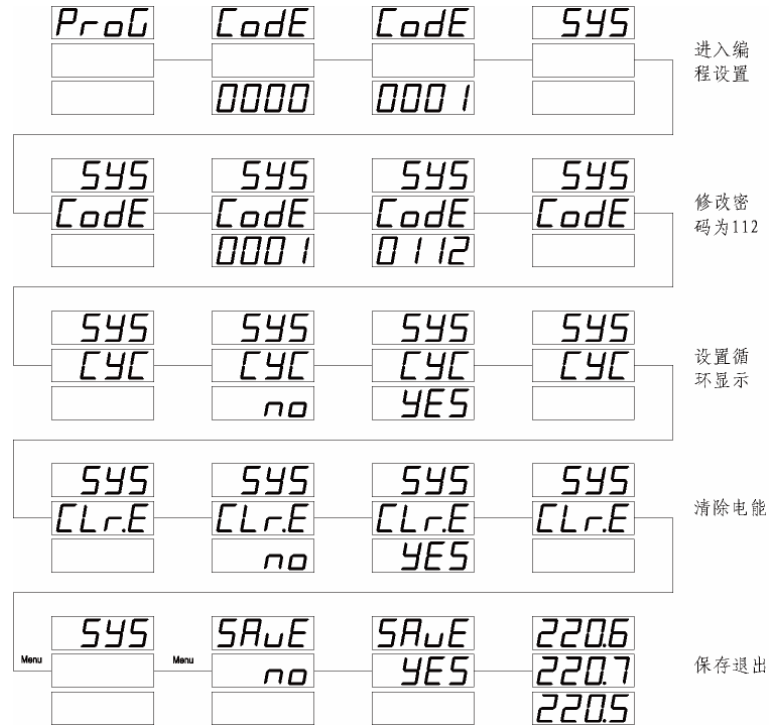 ProG CodE CodE SYS
进入编
程设置
0000 0001
SYS SYS SYS SYS
CodE CodE CodE CodE
修改密
码为112
0001 0112
SYS SYS SYS SYS
CYC CYC CYC CYC
设置循
环显示
no YES
SYS SYS SYS SYS
CLr.E CLr.E CLr.E CLr.E
清除电能
no YES
SYS SAvE SAvE 220.6
Menu Menu no YES 220.7
保存退出
220.5